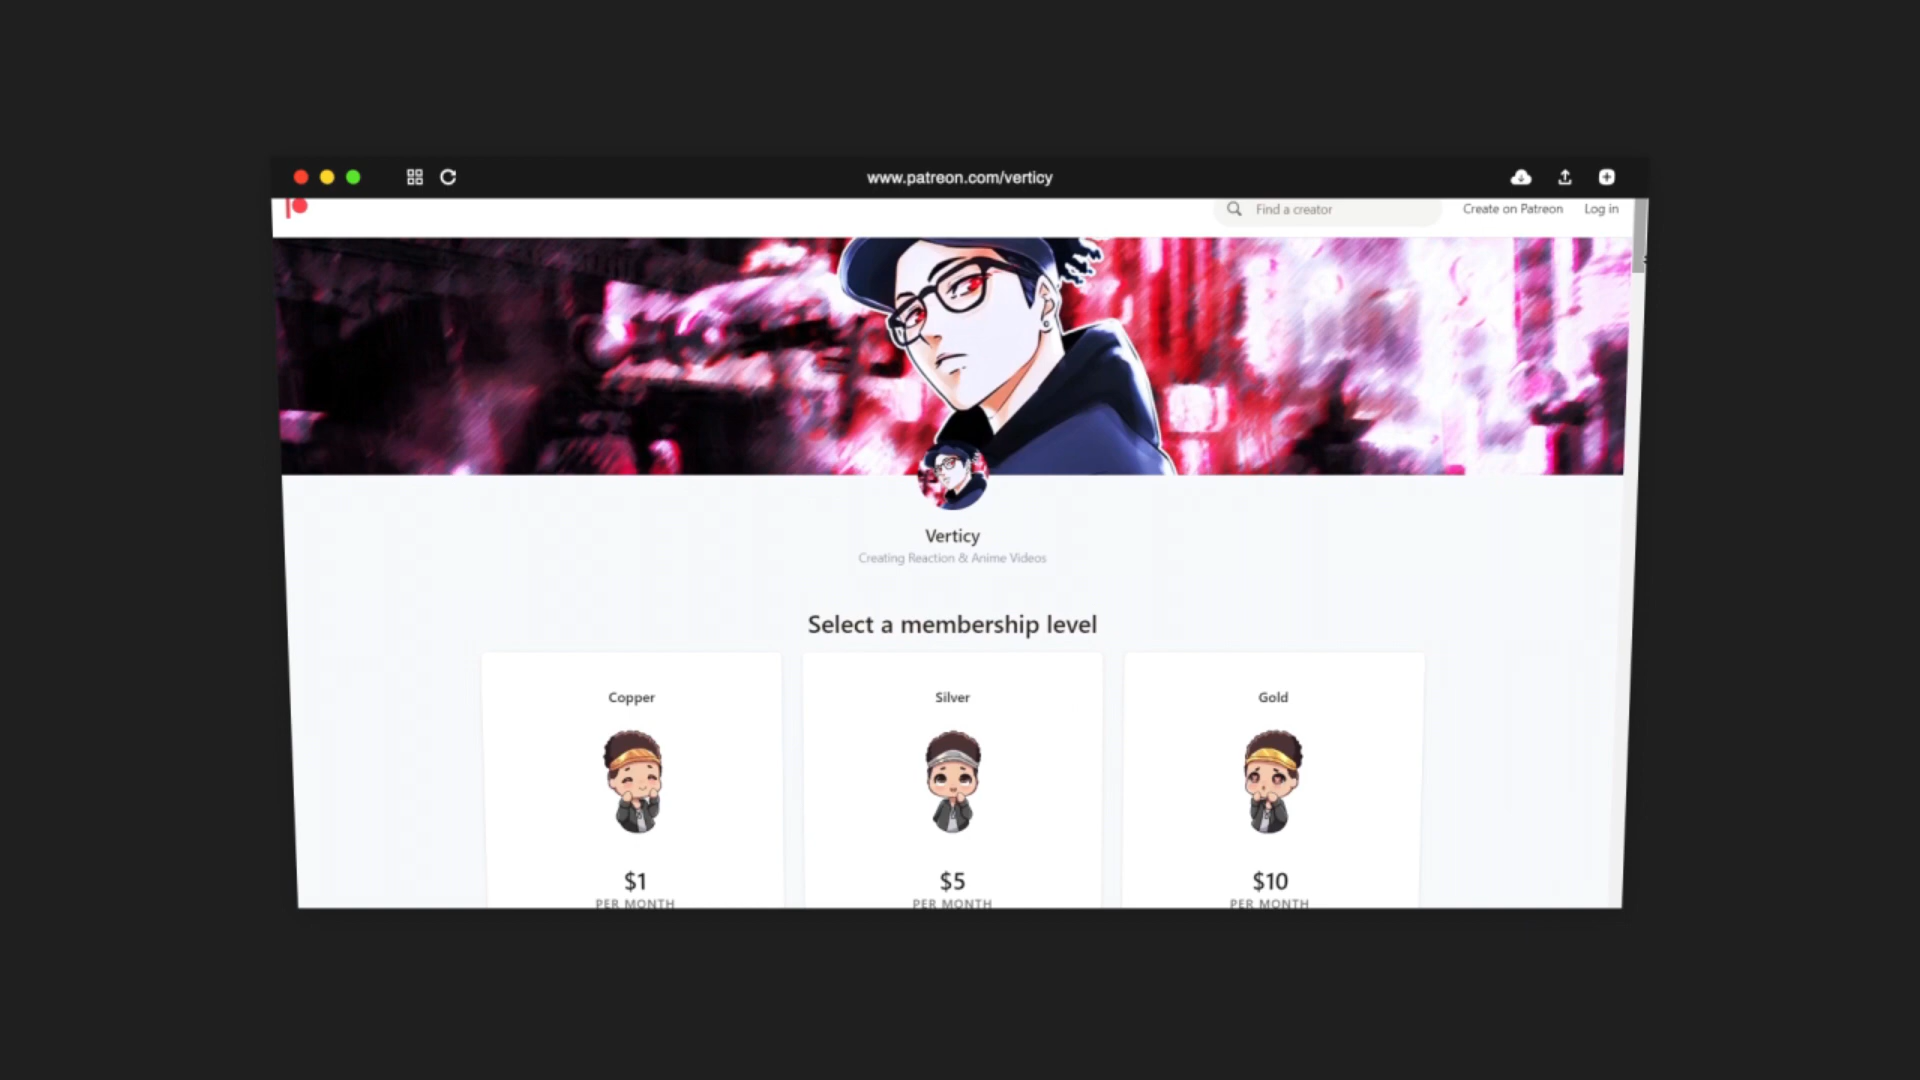 www.patreon.com/verticy
Find a creator
Create on Patreon
Log in
Verticy
Creating Reaction & Anime Videos
Select a membership level
Copper
Silver
Gold
$1
$5
$10
PER MONTH
PER MONTH
PER MONTH